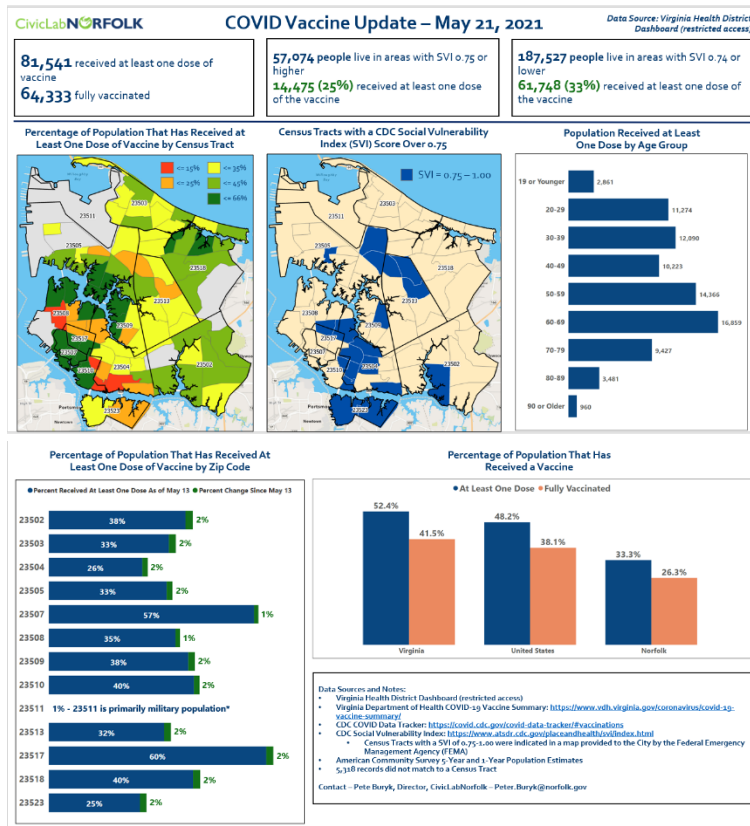 CivicLabNORFOLK
COVID Vaccine Update – May 21, 2021
Data Source: Virginia Health District
Dashboard (restricted access)
81,541 received at least one dose of
vaccine
64,333 fully vaccinated
57,074 people live in areas with SVI 0.75 or
higher
14,475 (25%) received at least one dose
of the vaccine
187,527 people live in areas with SVI 0.74 or
lower
61,748 (33%) received at least one dose of
the vaccine
Percentage of Population That Has Received at
Least One Dose of Vaccine by Census Tract
<= 15%
<= 35%
<= 25%
<= 45%
<= 66%
23503
23511
23505
23518
23513
23508
23517
23509
23507
23510
23504
23502
23523
Census Tracts with a CDC Social Vulnerability
Index (SVI) Score Over 0.75
SVI = 0.75 – 1.00
23503
23511
23505
23518
23513
23509
23517
23507
23510
23504
23502
23523
Population Received at Least
One Dose by Age Group
19 or Younger 2,861
20-29 11,274
30-39 12,090
40-49 10,223
50-59 14,366
60-69 16,859
70-79 9,427
80-89 3,481
90 or Older 960
Percentage of Population That Has Received At
Least One Dose of Vaccine by Zip Code
Percent Received At Least One Dose As of May 13 Percent Change Since May 13
23502 38% 2%
23503 33% 2%
23504 26% 2%
23505 33% 2%
23507 57% 1%
23508 35% 1%
23509 38% 2%
23510 40% 2%
23511 1% - 23511 is primarily military population*
23513 32% 2%
23517 60% 2%
23518 40% 2%
23523 25% 2%
Percentage of Population That Has
Received a Vaccine
At Least One Dose Fully Vaccinated
52.4% 41.5% 48.2% 38.1% 33.3% 26.3%
Virginia United States Norfolk
Data Sources and Notes:
• Virginia Health District Dashboard (restricted access)
• Virginia Department of Health COVID-19 Vaccine Summary: https://www.vdh.virginia.gov/coronavirus/covid-19-
vaccine-summary/
• CDC COVID Data Tracker: https://covid.cdc.gov/covid-data-tracker/#vaccinations
• CDC Social Vulnerability Index: https://www.atsdr.cdc.gov/placeandhealth/svi/index.html
• Census Tracts with a SVI of 0.75-1.00 were indicated in a map provided to the City by the Federal Emergency
Management Agency (FEMA)
• American Community Survey 5-Year and 1-Year Population Estimates
• 5,318 records did not match to a Census Tract
Contact – Pete Buryk, Director, CivicLabNorfolk – Peter.Buryk@norfolk.gov